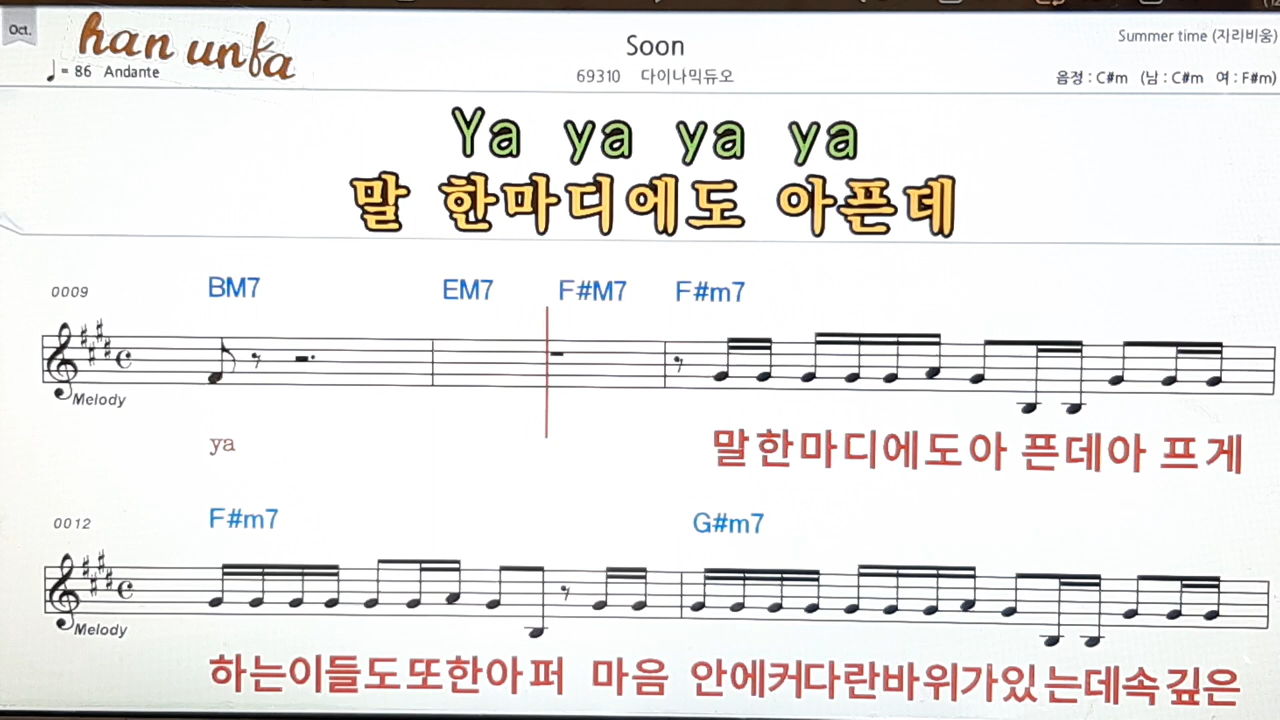 Oct.
han unfa
Soon
Summer time (지리비웅)
♩= 86 Andante
69310 다이나믹듀오
음정 : C#m (남 : C#m 여 : F#m)
Ya ya ya ya
말 한마디에도 아픈데
0009 BM7 EM7 F#M7 F#m7
Melody
ya 말한마디에도아 픈데아 프게
0012 F#m7 G#m7
Melody
하는이들도또한아퍼 마음 안에커다란바위가있는데속깊은